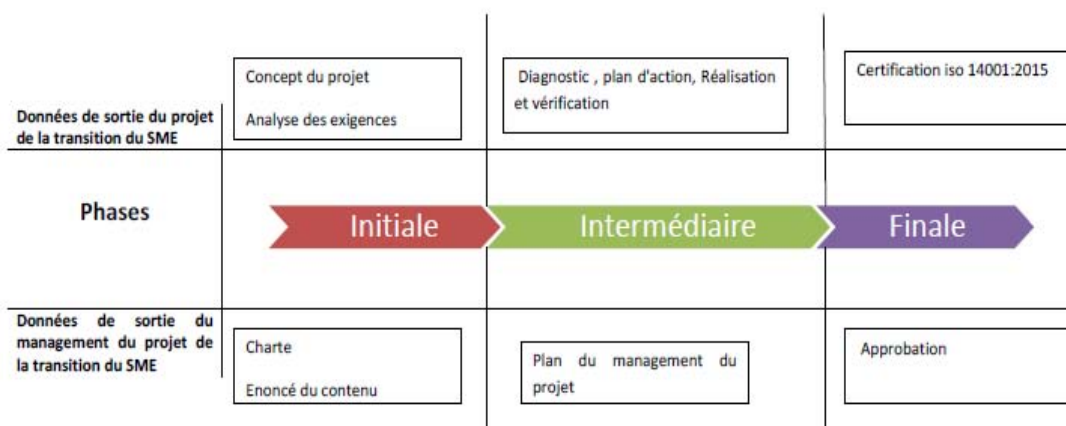 Données de sortie du projet
de la transition du SME
Concept du projet
Analyse des exigences
Diagnostic , plan d'action, Réalisation
et vérification
Certification iso 14001:2015
Phases
Initiale
Intermédiaire
Finale
Données de sortie du
management du projet de
la transition du SME
Charte
Enoncé du contenu
Plan du management du
projet
Approbation